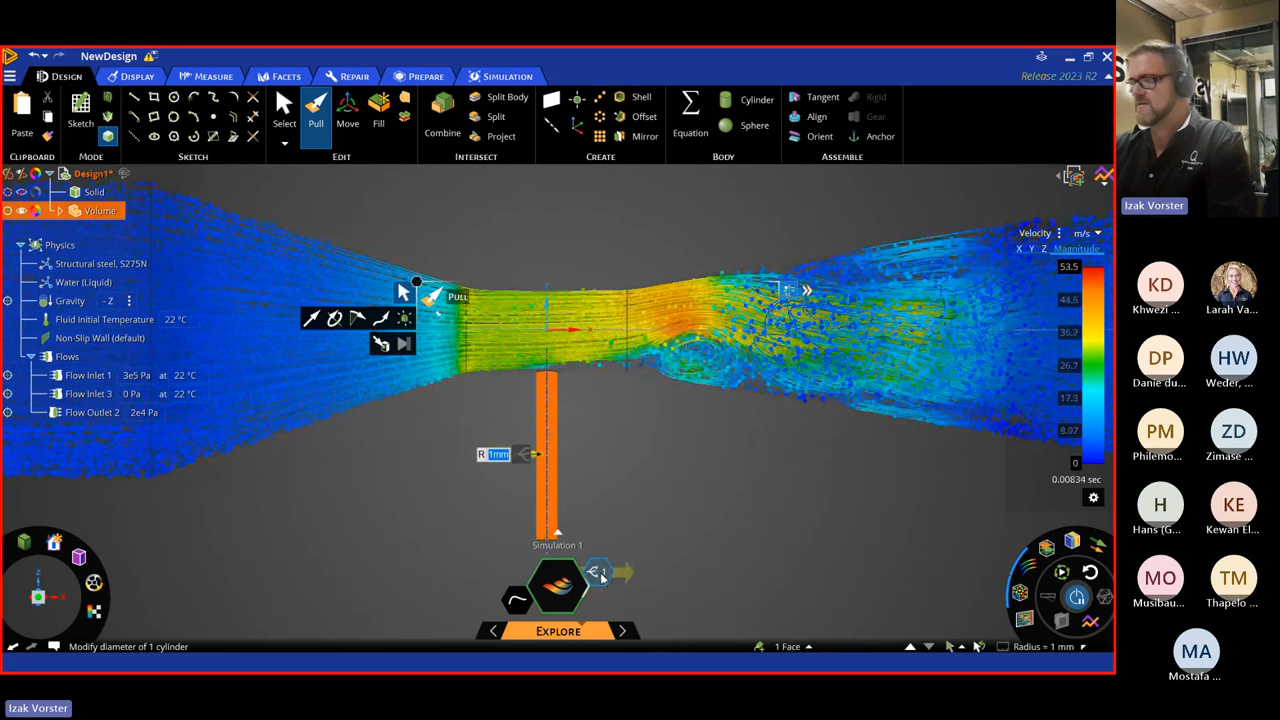 NewDesign
DESIGN DISPLAY MEASURE FACETS REPAIR PREPARE SIMULATION
Release 2023 R2
Paste Sketch Select Pull Move Fill Combine Split Body Split Project Shell Offset Mirror Equation Cylinder Sphere Tangent Align Orient Rigid Gear Anchor
CLIPBOARD MODE SKETCH EDIT INTERSECT CREATE BODY ASSEMBLE
Design1*
Solid
Volume
Physics
Structural steel, S275N
Water (Liquid)
Gravity - Z
Fluid Initial Temperature 22 °C
Non-Slip Wall (default)
Flows
Flow Inlet 1 3e5 Pa at 22 °C
Flow Inlet 3 0 Pa at 22 °C
Flow Outlet 2 2e4 Pa
PULL
R 1mm
Velocity m/s
X Y Z Magnitude
53.5
44.6
26.7
17.8
0
0.00834 sec
Simulation 1
1
EXPLORE
Z
X
Modify diameter of 1 cylinder
1 Face
Radius = 1 mm
Izak Vorster
KD
Khwezi ...
Larah Va...
DP
Danie du...
HW
Weder, ...
PM
Philemo...
ZD
Zimase ...
H
Hans (G...
KE
Kewan El...
MO
Musibau...
TM
Thapelo ...
MA
Mostafa ...
Izak Vorster